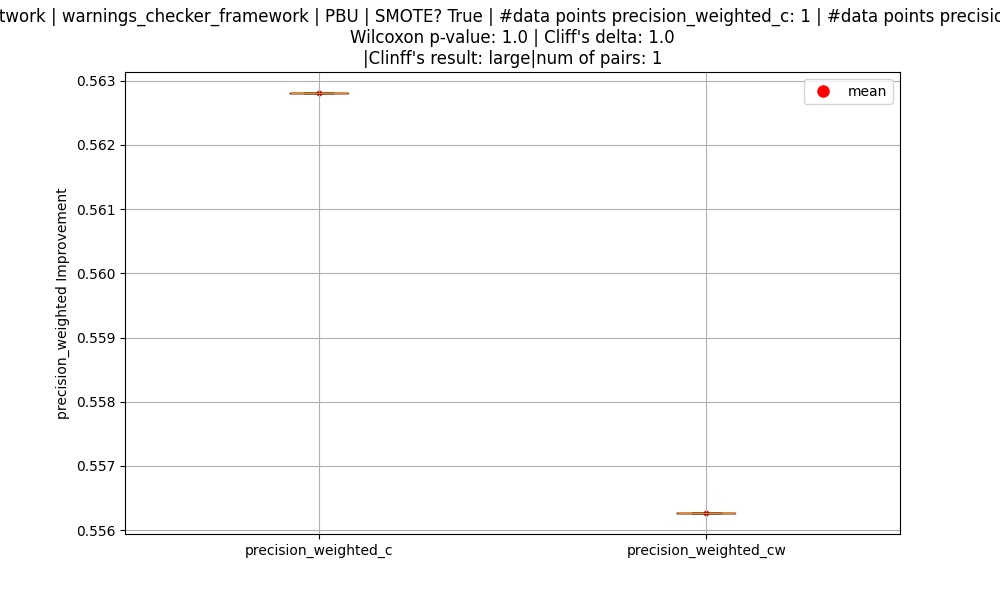 | warnings_checker_framework | PBU | SMOTE? True | #data points precision_weighted_c: 1 | #data points
Wilcoxon p-value: 1.0 | Cliff's delta: 1.0
|Clinff's result: large|num of pairs: 1
mean
0.563
0.562
0.561
0.560
0.559
0.558
0.557
0.556
precision_weighted Improvement
precision_weighted_c
precision_weighted_cw